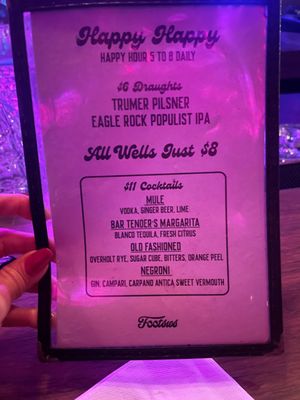 Happy Happy
HAPPY HOUR 5 TO 8 DAILY
$6 Draughts
TRUMER PILSNER
EAGLE ROCK POPULIST IPA
All Wells Just $8
$11 Cocktails
MULE
VODKA, GINGER BEER, LIME
BAR TENDER'S MARGARITA
BLANCO TEQUILA, FRESH CITRUS
OLD FASHIONED
OVERHOLT RYE, SUGAR CUBE, BITTERS, ORANGE PEEL
NEGRONI
GIN, CAMPARI, CARPANO ANTICA SWEET VERMOUTH
Footsies